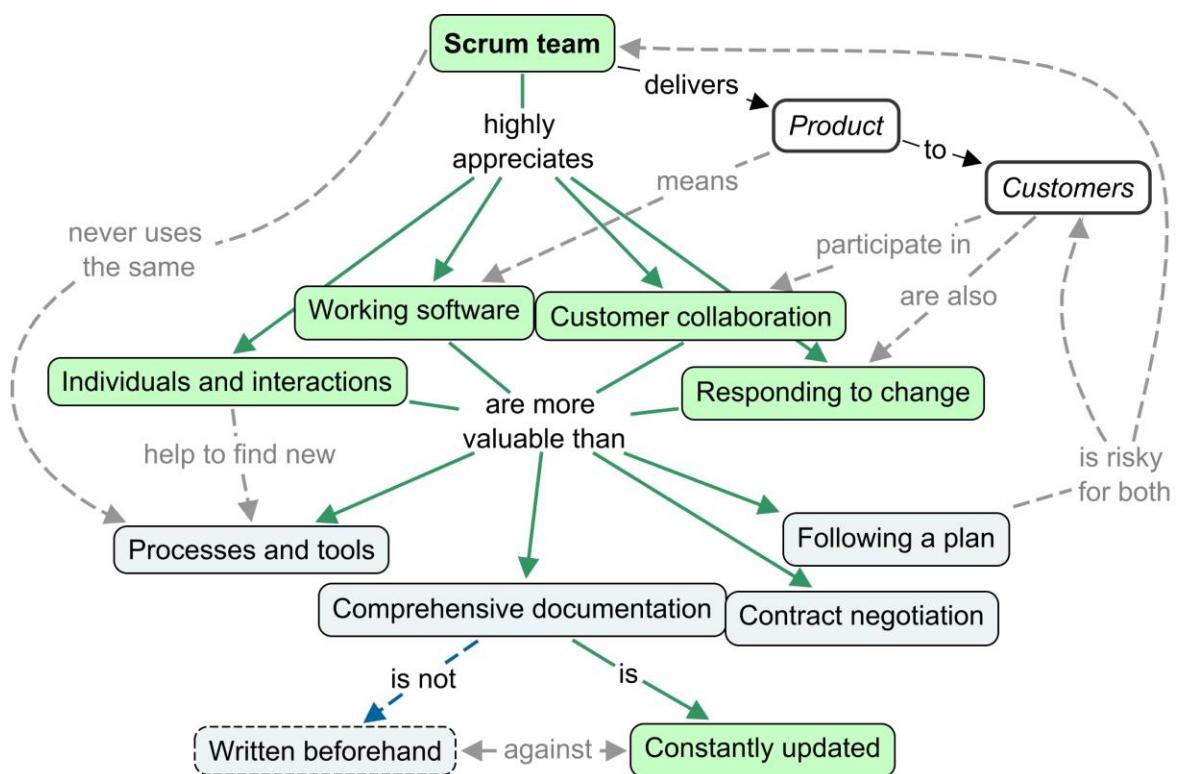 Scrum team
delivers
highly
appreciates
Product
to
means
Customers
never uses
the same
participate in
are also
Working software
Customer collaboration
Individuals and interactions
Responding to change
are more
valuable than
help to find new
is risky
for both
Processes and tools
Following a plan
Comprehensive documentation
Contract negotiation
is not
is
Written beforehand
against
Constantly updated